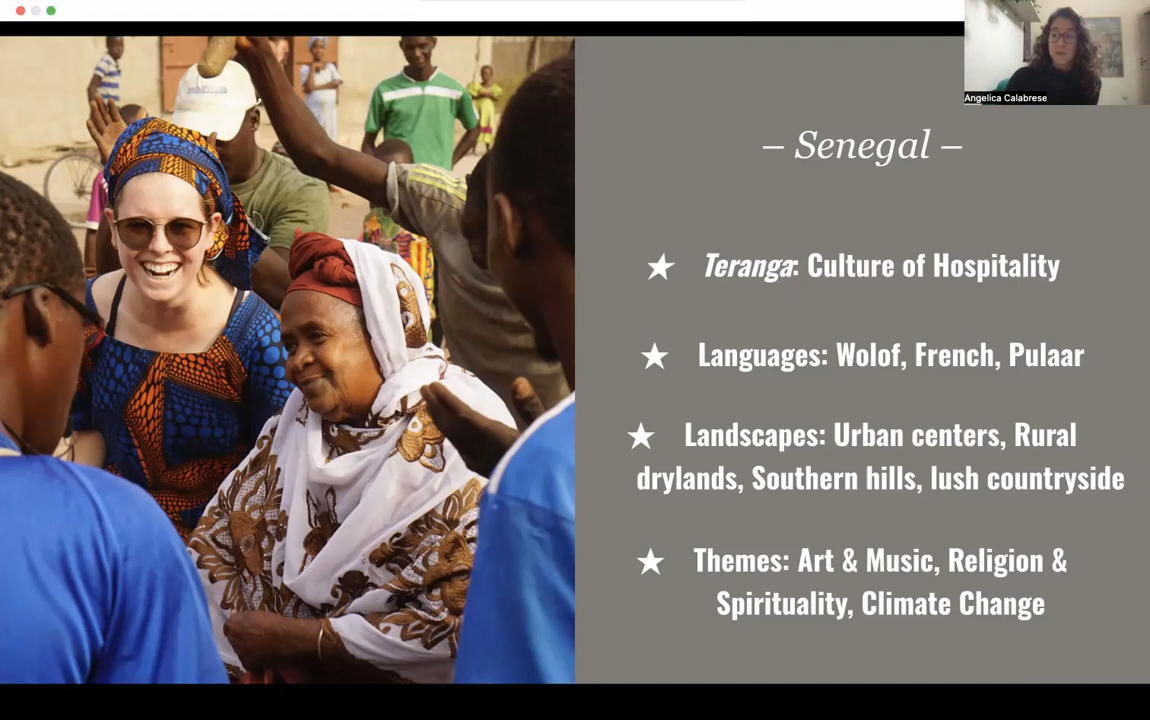 Angelica Calabrese
– Senegal –
★ Teranga: Culture of Hospitality
★ Languages: Wolof, French, Pulaar
★ Landscapes: Urban centers, Rural
drylands, Southern hills, lush countryside
★ Themes: Art & Music, Religion &
Spirituality, Climate Change